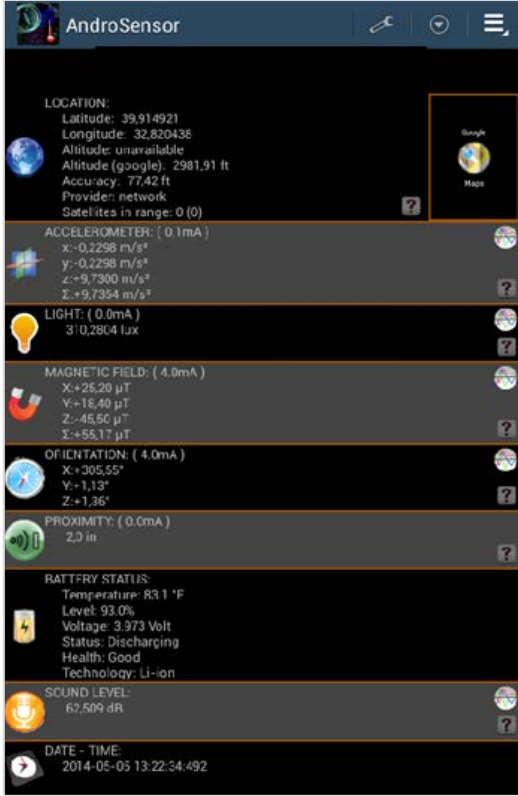 AndroSensor
LOCATION:
Latitude: 39,914921
Longitude: 32,820438
Altitude: unavailable
Altitude (google): 2981,91 ft
Accuracy: 77,42 ft
Provider: network
Satellites in range: 0 (0)
Google
Maps
?
ACCELEROMETER: ( 0.1mA )
x:-0,2298 m/s²
y:-0,2298 m/s²
z:+9,7300 m/s²
Σ:+9,7354 m/s²
?
LIGHT: ( 0.0mA )
310,2804 lux
?
MAGNETIC FIELD: ( 4.0mA )
X:+25,20 µT
Y:+18,40 µT
Z:-45,50 µT
Σ:+55,17 µT
?
ORIENTATION: ( 4.0mA )
X:+305,55°
Y:+1,13°
Z:+1,36°
?
PROXIMITY: ( 0.0mA )
2,0 in
?
BATTERY STATUS:
Temperature: 83.1 °F
Level: 93.0%
Voltage: 3.973 Volt
Status: Discharging
Health: Good
Technology: Li-ion
SOUND LEVEL:
62,509 dB
?
DATE - TIME:
2014-05-05 13:22:34:492